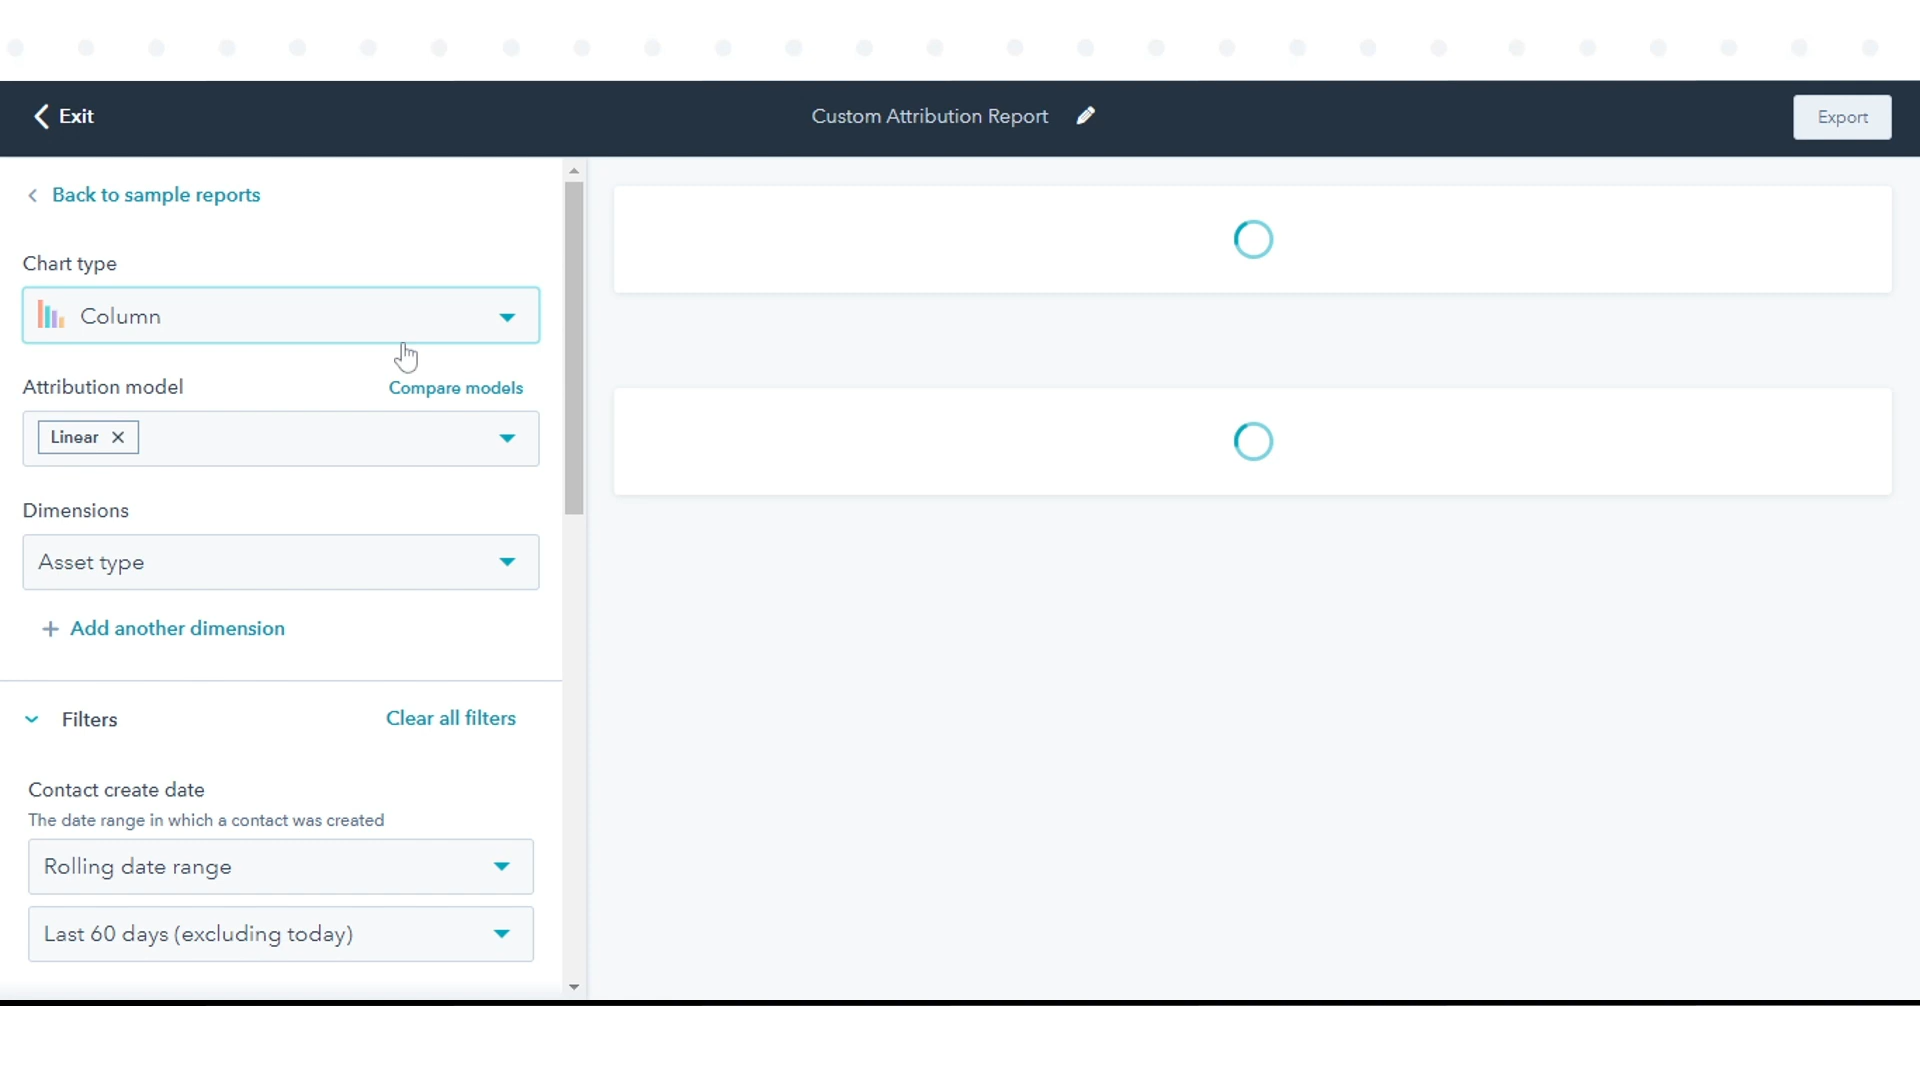 Exit
Custom Attribution Report
Export
Back to sample reports
Chart type
Column
Attribution model
Compare models
Linear
Dimensions
Asset type
Add another dimension
Filters
Clear all filters
Contact create date
The date range in which a contact was created
Rolling date range
Last 60 days (excluding today)